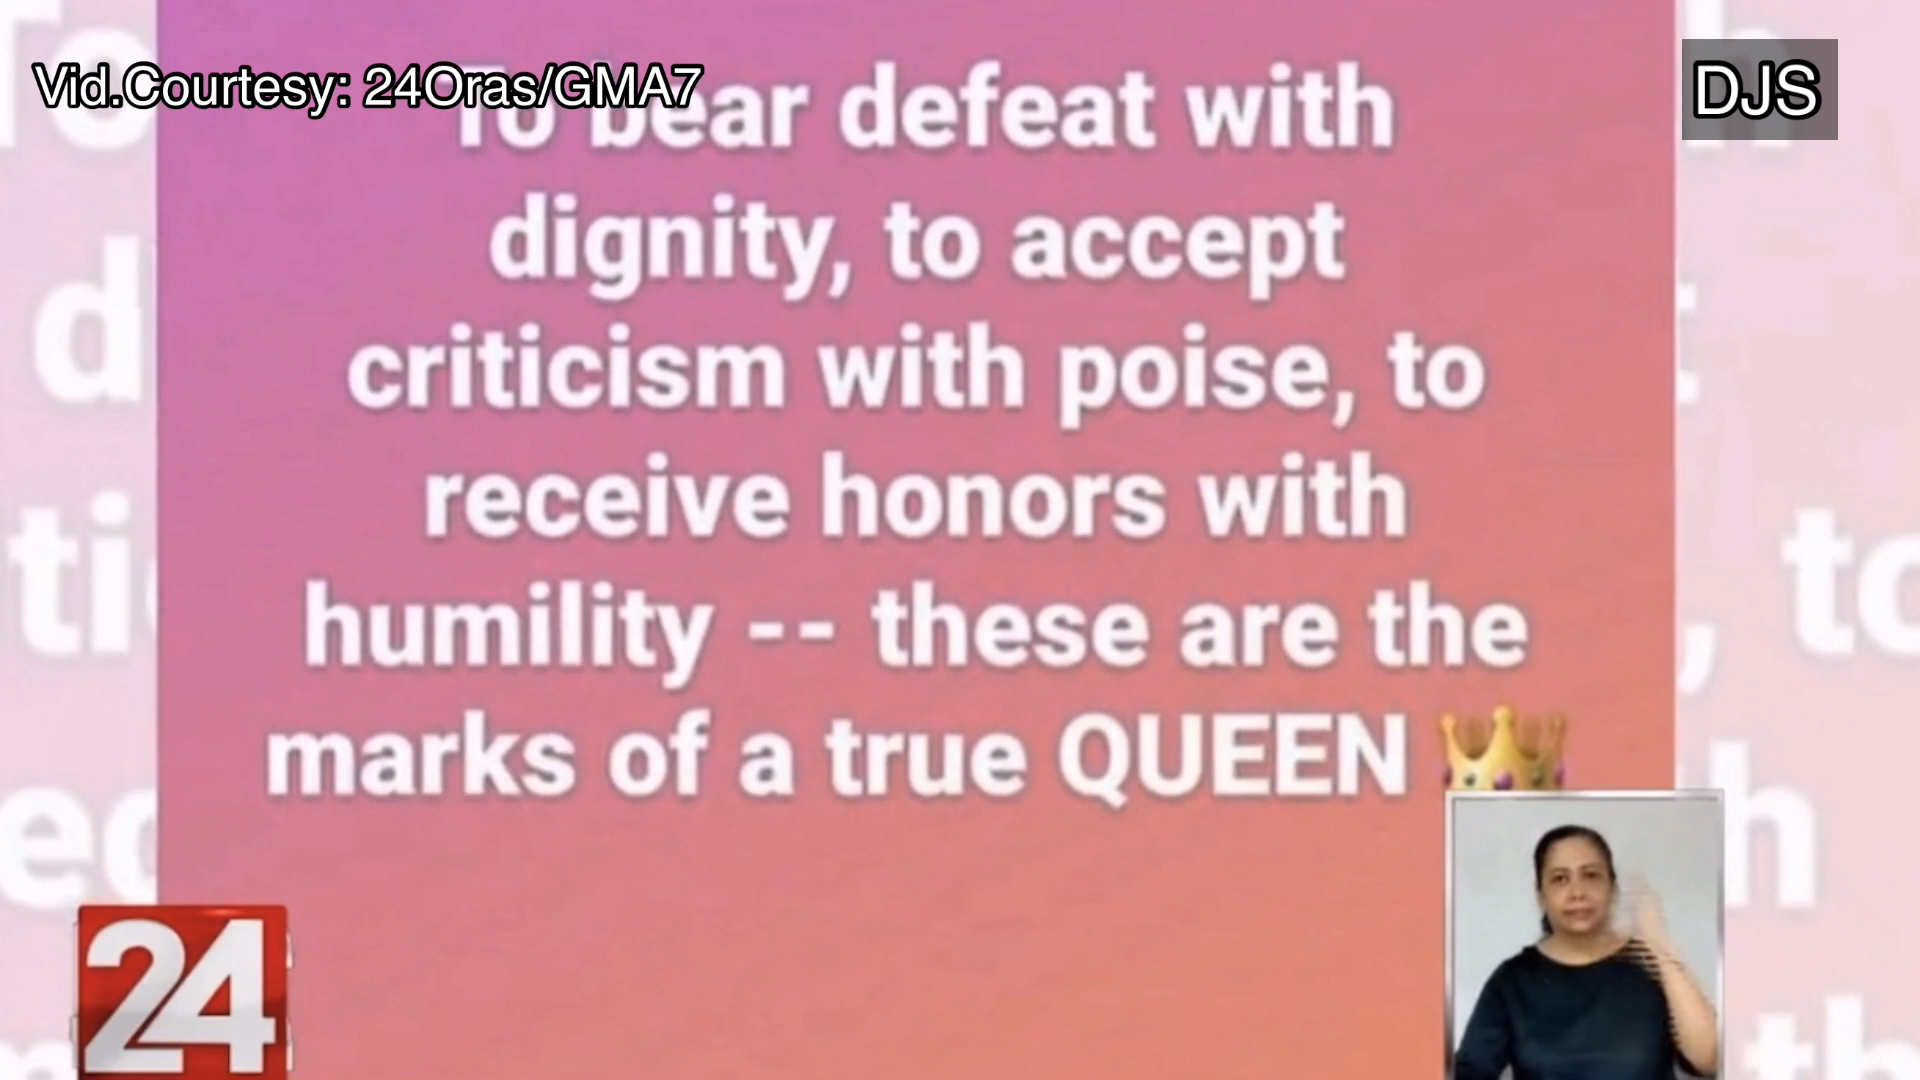 Vid.Courtesy: 24Oras/GMA7
DJS
To bear defeat with
dignity, to accept
criticism with poise, to
receive honors with
humility -- these are the
marks of a true QUEEN 👑
24